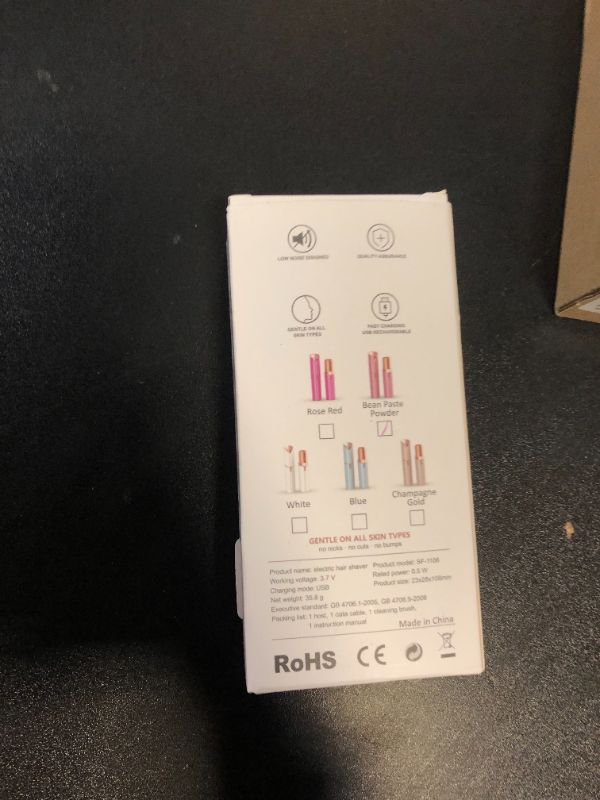 LOW NOISE DESIGNED
QUALITY ASSURANCE
GENTLE ON ALL
SKIN TYPES
FAST CHARGING
USB RECHARGEABLE
Rose Red
Bean Paste
Powder
White
Blue
Champagne
Gold
GENTLE ON ALL SKIN TVPES
no nicks - no cuts - no bumps
Product name: electric hair shaver Product model: SF-1108
Working voltage: 3.7 V Rated power: 0.5 W
Charging mode: USB Product size: 23x28x108mm
Net weight: 35.8 g
Executive standard: GB 4706.1-2005, GB 4706.9-2008
Packing list: 1 host, 1 data cable, 1 cleaning brush,
1 instruction manual
Made in China
RoHS CE